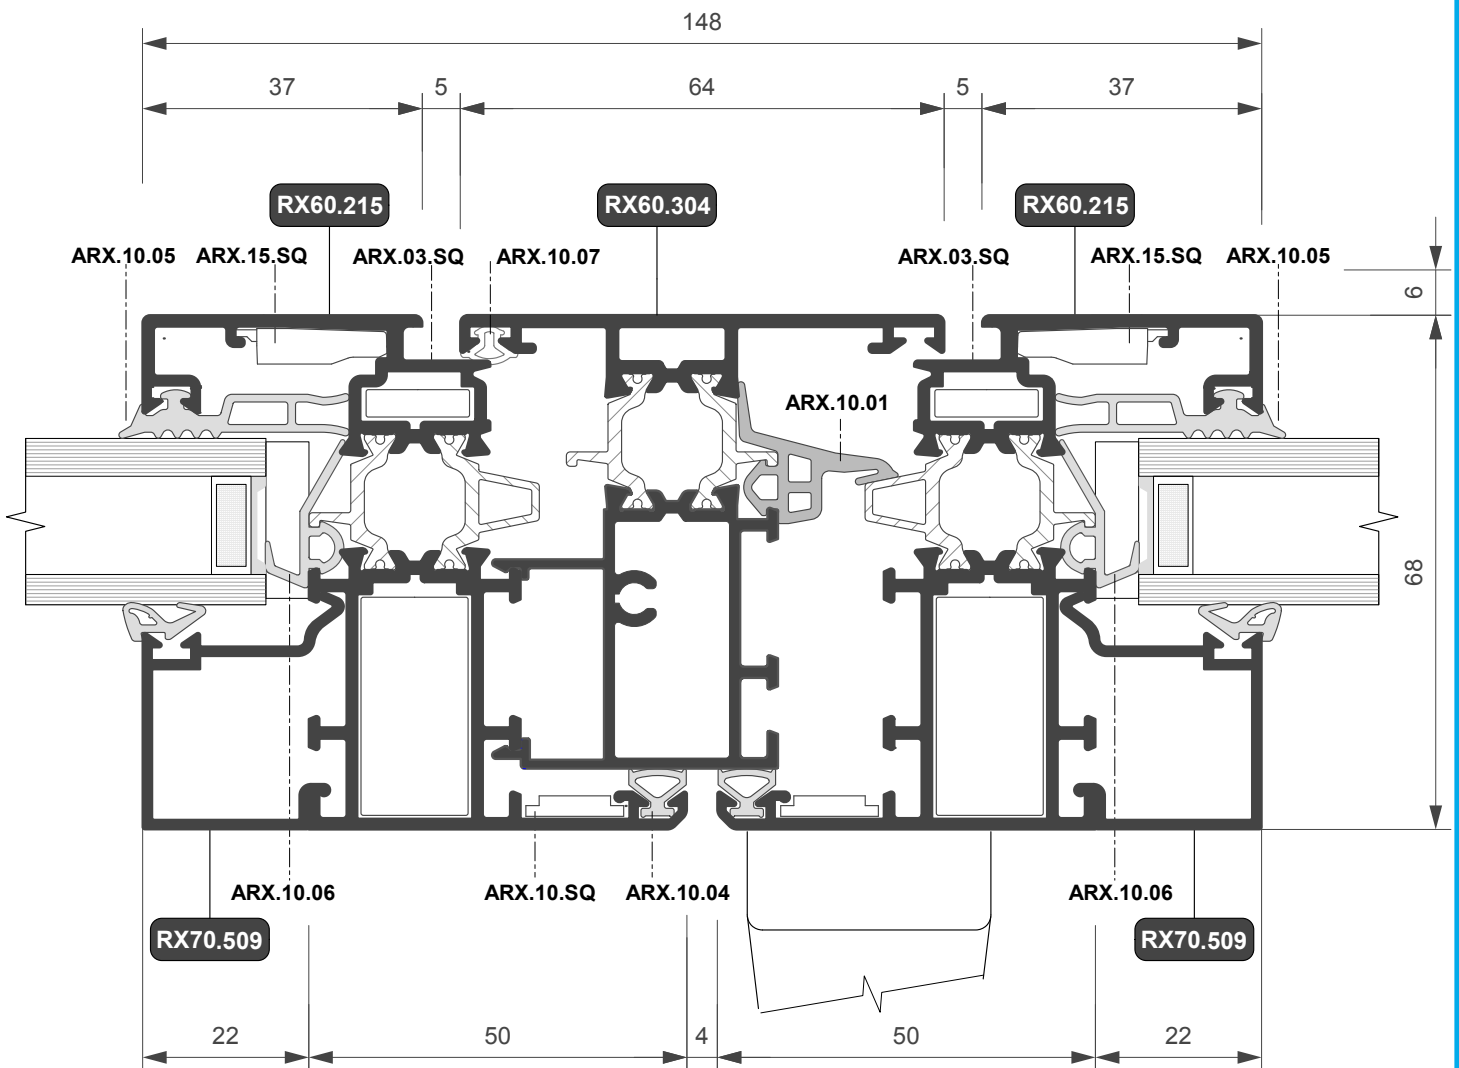 148
37 5 64 5 37
RX60.215 RX60.304 RX60.215
ARX.10.05 ARX.15.SQ ARX.03.SQ ARX.10.07 ARX.03.SQ ARX.15.SQ ARX.10.05
6
ARX.10.01
68
ARX.10.06 ARX.10.SQ ARX.10.04 ARX.10.06
RX70.509 RX70.509
22 50 4 50 22